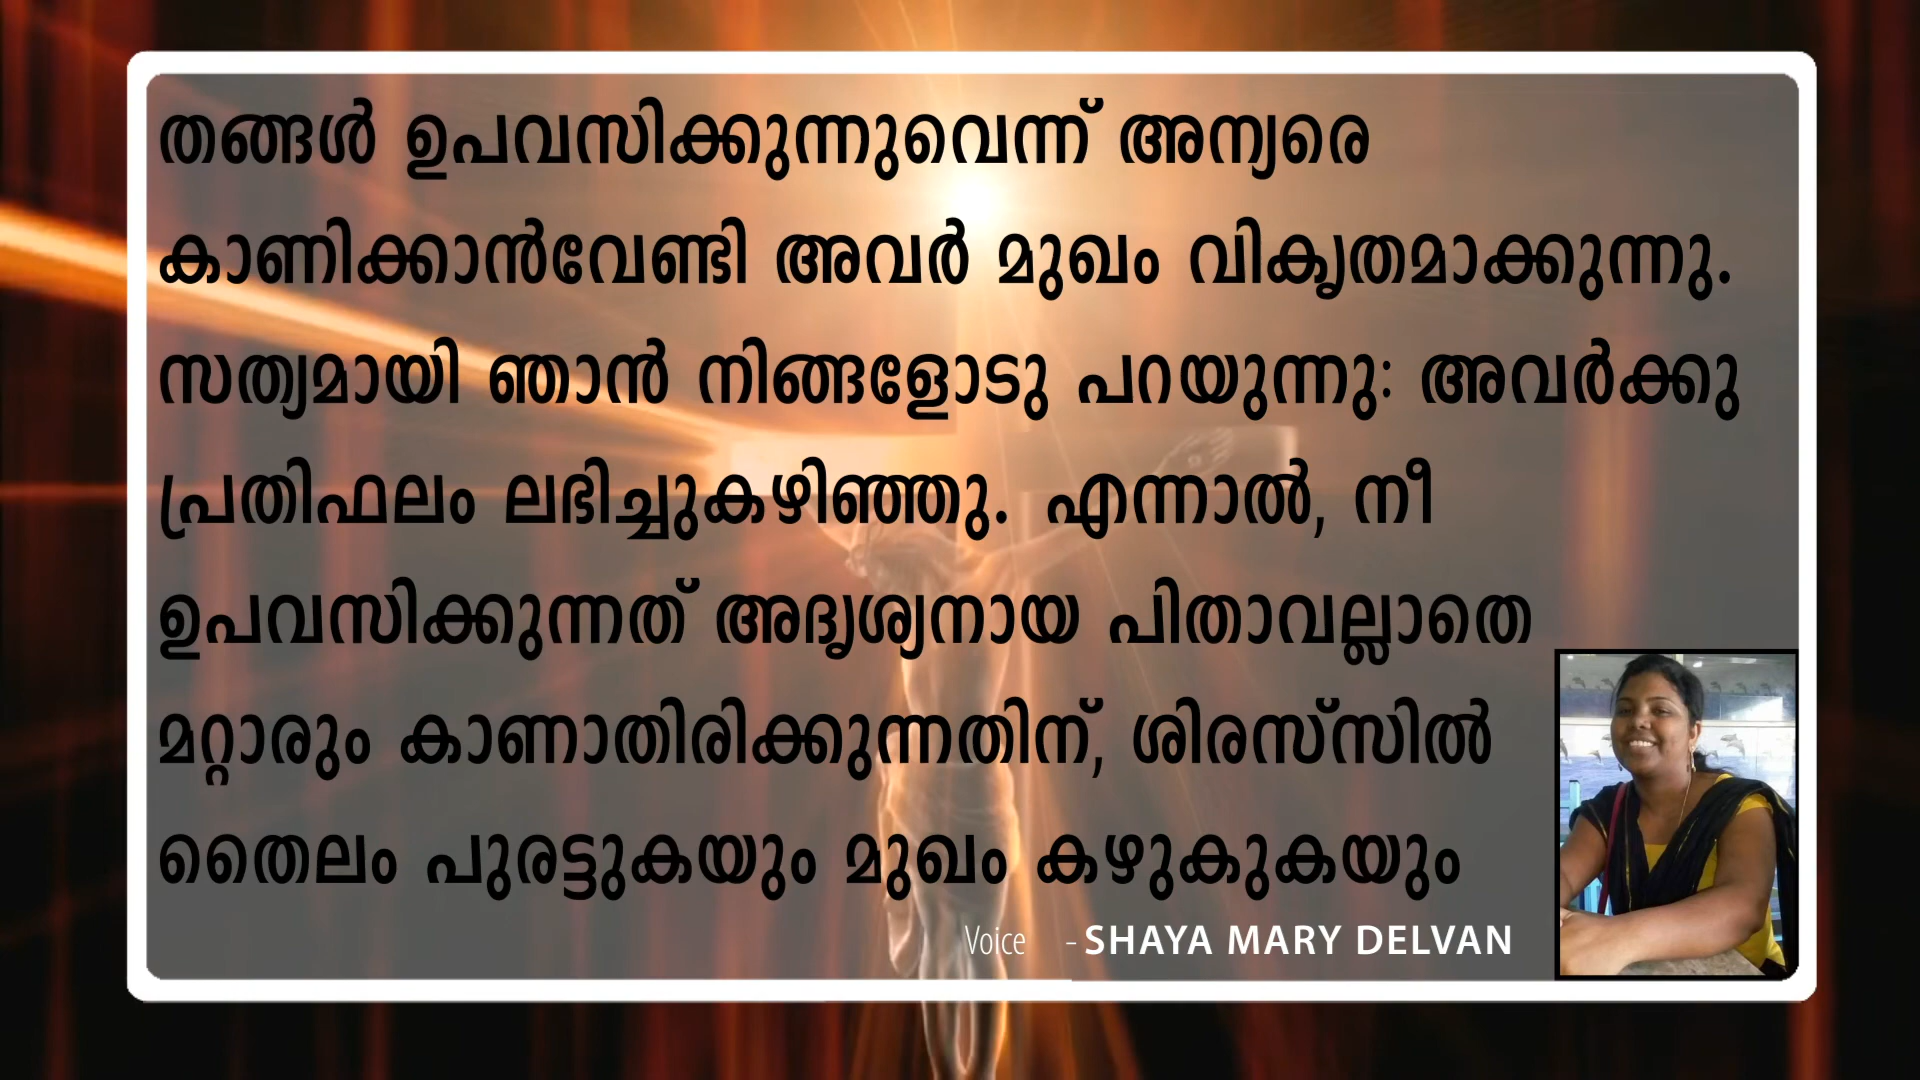 തങ്ങൾ ഉപവസിക്കുന്നുവെന്ന് അന്യരെ
കാണിക്കാൻവേണ്ടി അവർ മുഖം വികൃതമാക്കുന്നു.
സത്യമായി ഞാൻ നിങ്ങളോടു പറയുന്നു: അവർക്കു
പ്രതിഫലം ലഭിച്ചുകഴിഞ്ഞു. എന്നാൽ, നീ
ഉപവസിക്കുന്നത് അദൃശ്യനായ പിതാവല്ലാതെ
മറ്റാരും കാണാതിരിക്കുന്നതിന്, ശിരസ്സിൽ
തൈലം പുരട്ടുകയും മുഖം കഴുകുകയും
Voice - SHAYA MARY DELVAN